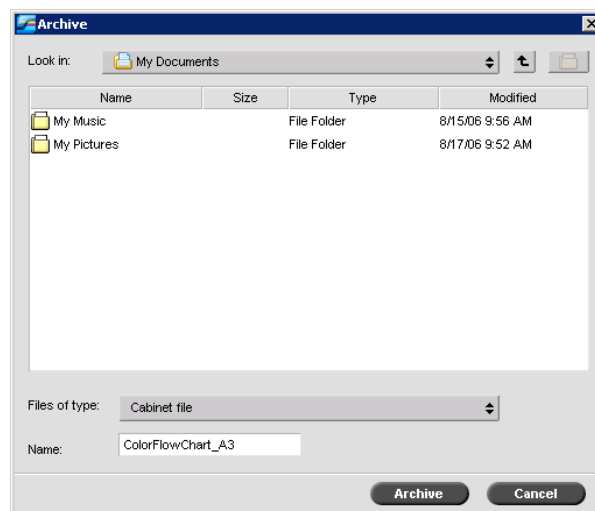 Archive
Look in: My Documents
Name Size Type Modified
My Music File Folder 8/15/06 9:56 AM
My Pictures File Folder 8/17/06 9:52 AM
Files of type: Cabinet file
Name: ColorFlowChart_A3
Archive Cancel